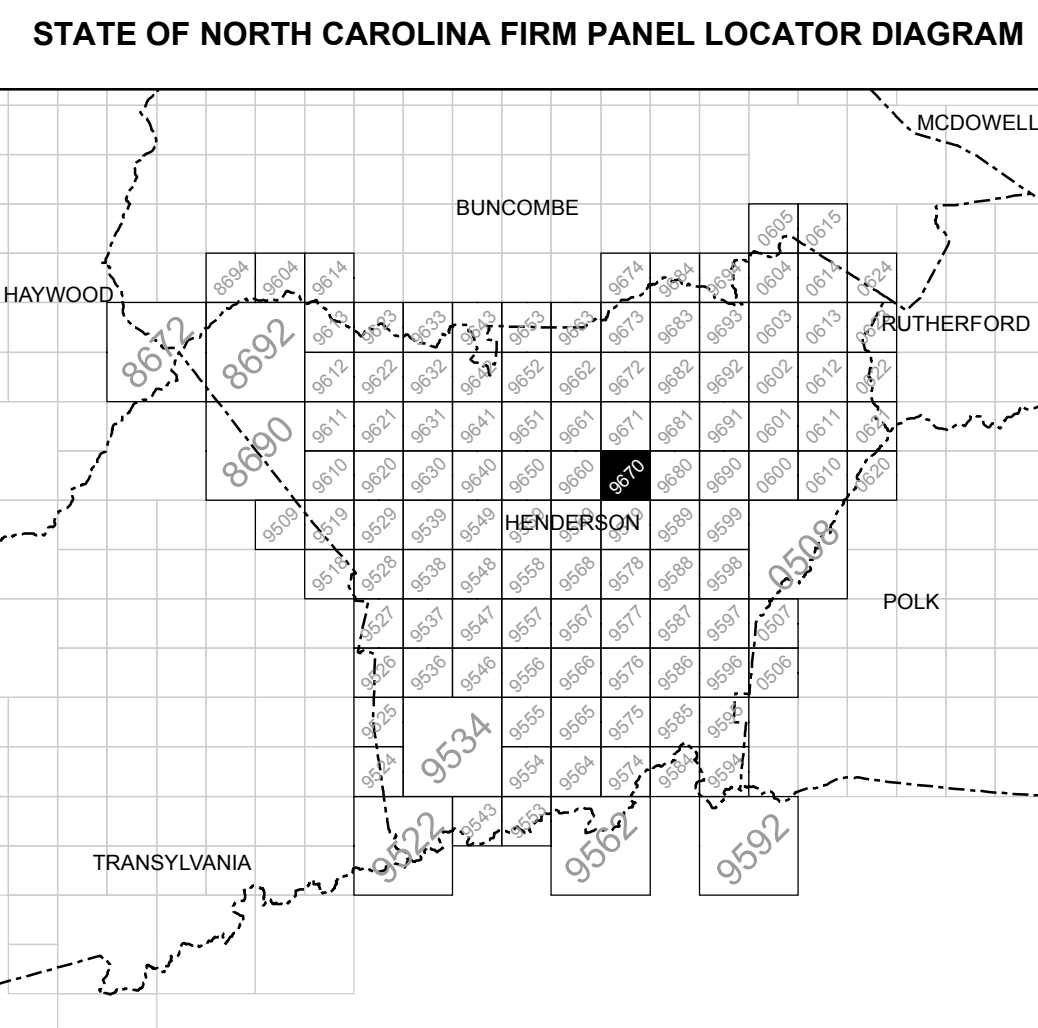 STATE OF NORTH CAROLINA FIRM PANEL LOCATOR DIAGRAM
MCDOWELL
BUNCOMBE
0605 0615
8694 9604 9614 9674 9684 9694 0604 0614 0624
HAYWOOD
8672 8692
9613 9623 9633 9643 9653 9663 9673 9683 9693 0603 0613
RUTHERFORD
9612 9622 9632 9642 9652 9662 9672 9682 9692 0602 0612 0622
8690
9611 9621 9631 9641 9651 9661 9671 9681 9691 0601 0611 0621
9610 9620 9630 9640 9650 9660 9670 9680 9690 0600 0610 0620
9509 9519 9529 9539 9549 9589 9599
HENDERSON
0508
9518 9528 9538 9548 9558 9568 9578 9588 9598
POLK
9527 9537 9547 9557 9567 9577 9587 9597 0507
9526 9536 9546 9556 9566 9576 9586 9596 0506
9525 9534 9555 9565 9575 9585 9595
9524 9554 9564 9574 9584 9594
9522 9543 9553 9562 9592
TRANSYLVANIA